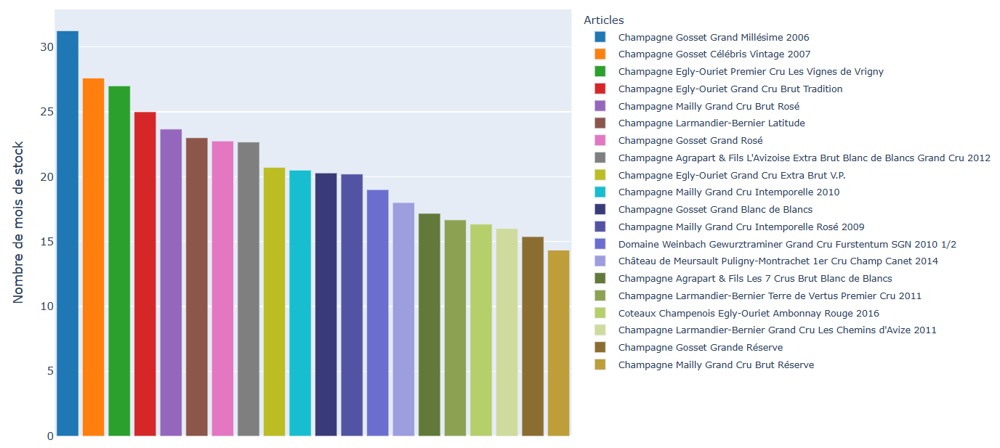 Nombre de mois de stock
30
25
20
15
10
5
0
Articles
Champagne Gosset Grand Millésime 2006
Champagne Gosset Célébris Vintage 2007
Champagne Egly-Ouriet Premier Cru Les Vignes de Vrigny
Champagne Egly-Ouriet Grand Cru Brut Tradition
Champagne Mailly Grand Cru Brut Rosé
Champagne Larmandier-Bernier Latitude
Champagne Gosset Grand Rosé
Champagne Agrapart & Fils L'Avizoise Extra Brut Blanc de Blancs Grand Cru 2012
Champagne Egly-Ouriet Grand Cru Extra Brut V.P.
Champagne Mailly Grand Cru Intemporelle 2010
Champagne Gosset Grand Blanc de Blancs
Champagne Mailly Grand Cru Intemporelle Rosé 2009
Domaine Weinbach Gewurztraminer Grand Cru Furstentum SGN 2010 1/2
Château de Meursault Puligny-Montrachet 1er Cru Champ Canet 2014
Champagne Agrapart & Fils Les 7 Crus Brut Blanc de Blancs
Champagne Larmandier-Bernier Terre de Vertus Premier Cru 2011
Coteaux Champenois Egly-Ouriet Ambonnay Rouge 2016
Champagne Larmandier-Bernier Grand Cru Les Chemins d'Avize 2011
Champagne Gosset Grande Réserve
Champagne Mailly Grand Cru Brut Réserve